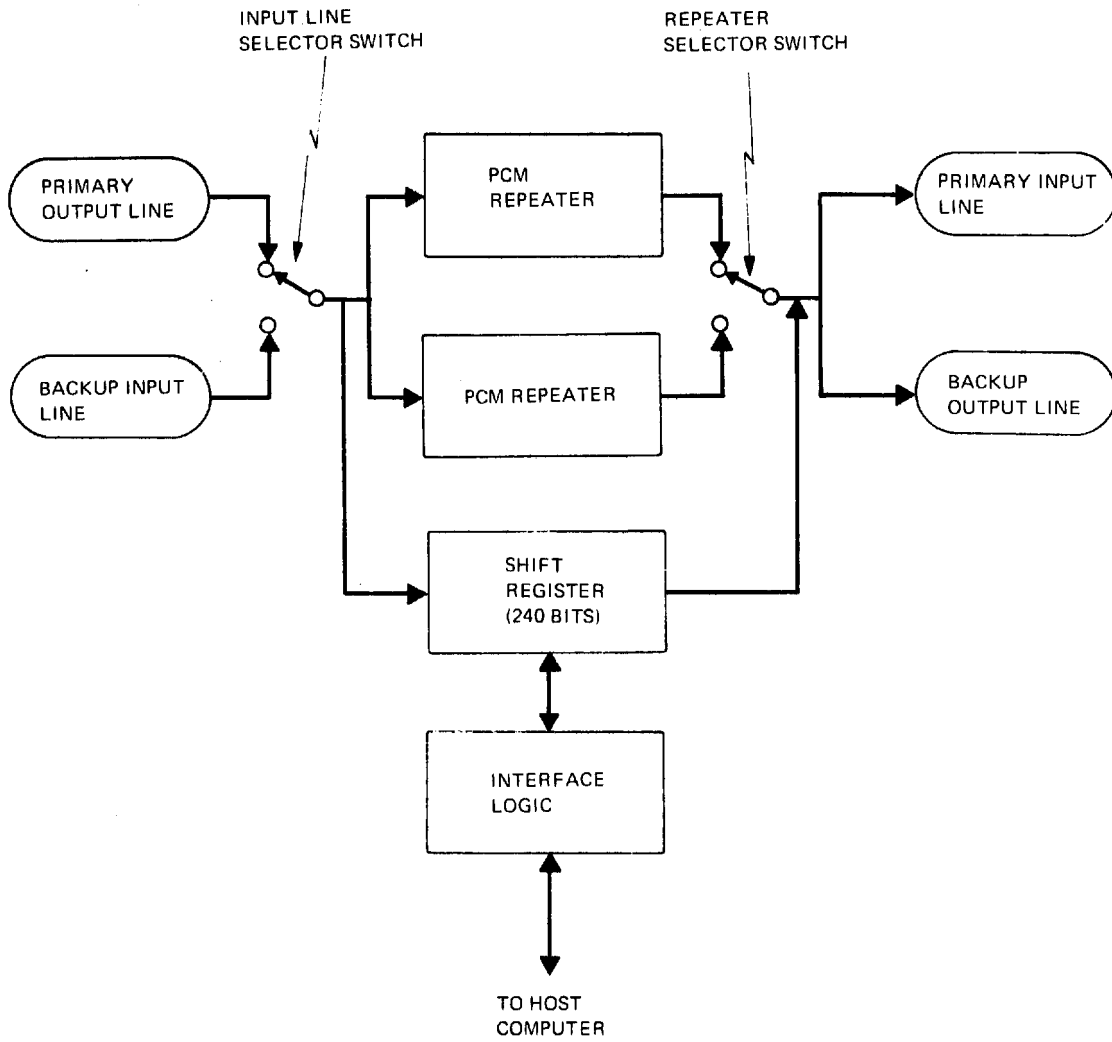 INPUT LINE
SELECTOR SWITCH
REPEATER
SELECTOR SWITCH
PRIMARY
OUTPUT LINE
PCM
REPEATER
PRIMARY INPUT
LINE
BACKUP INPUT
LINE
PCM REPEATER
BACKUP
OUTPUT LINE
SHIFT
REGISTER
(240 BITS)
INTERFACE
LOGIC
TO HOST
COMPUTER